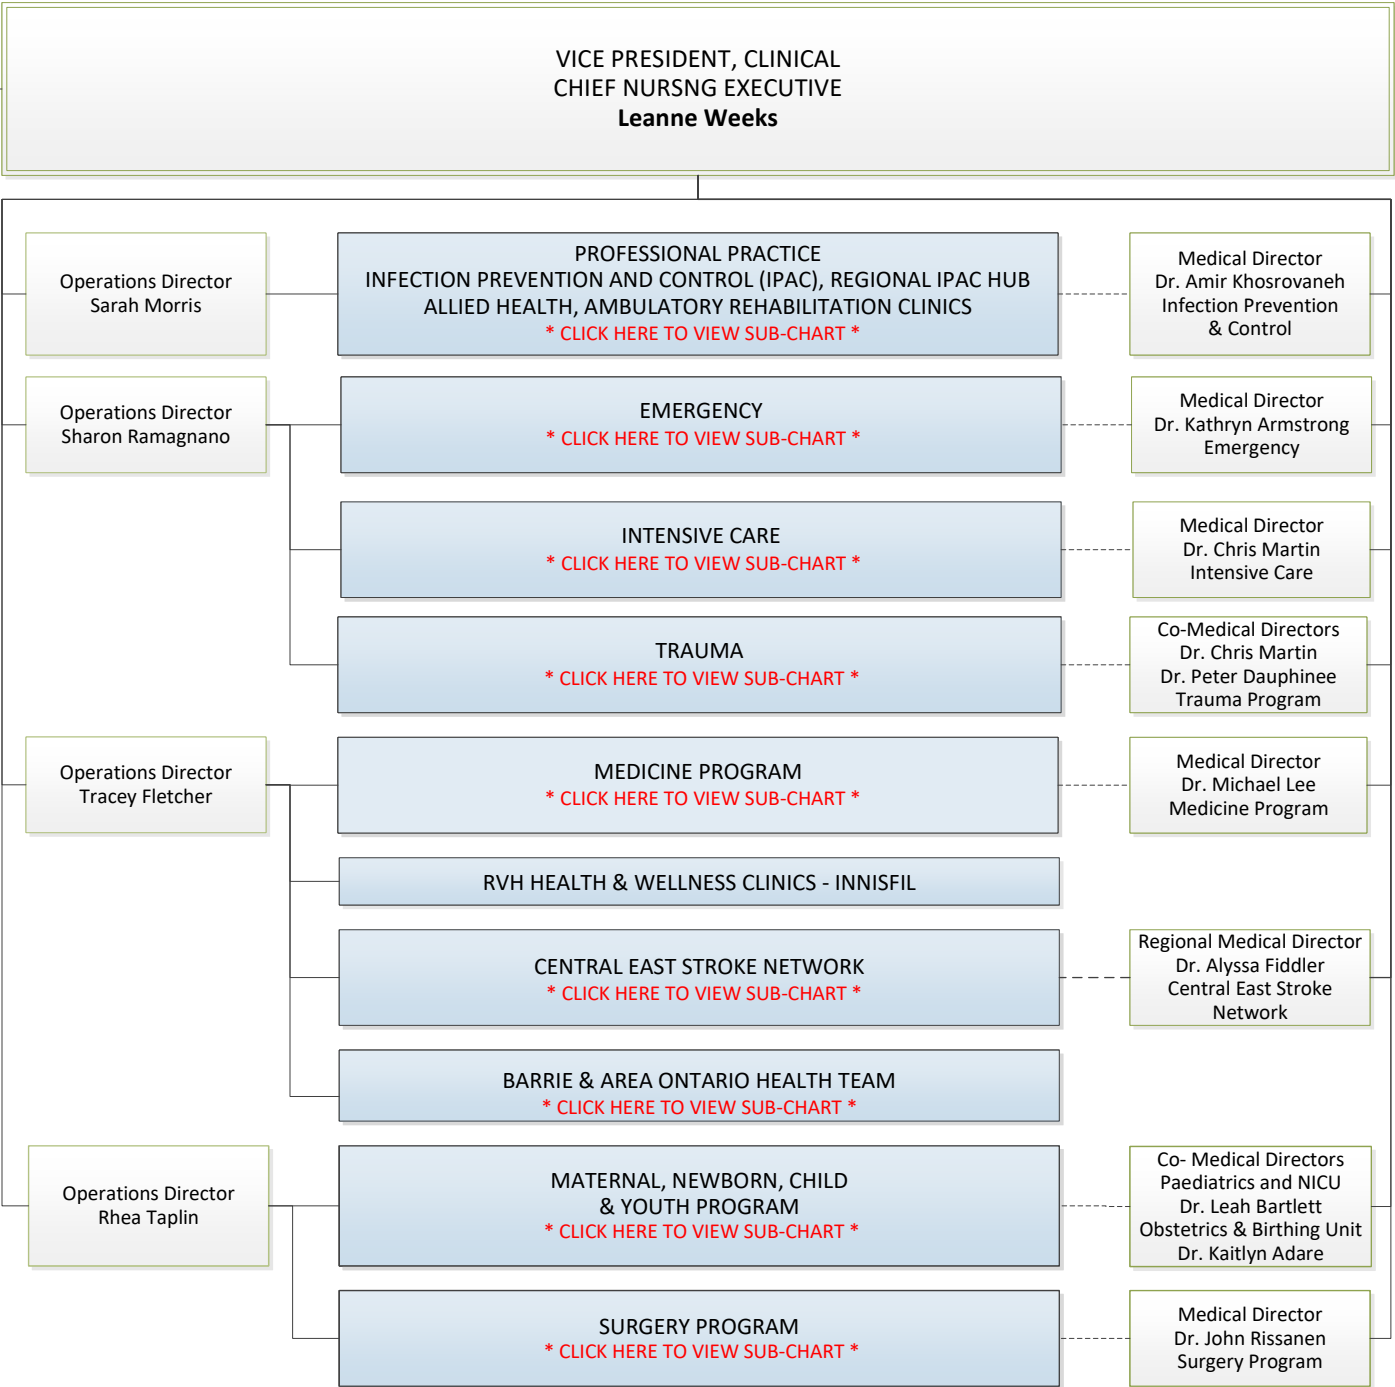 VICE PRESIDENT, CLINICAL
CHIEF NURSNG EXECUTIVE
Leanne Weeks
Operations Director
Sarah Morris
PROFESSIONAL PRACTICE
INFECTION PREVENTION AND CONTROL (IPAC), REGIONAL IPAC HUB
ALLIED HEALTH, AMBULATORY REHABILITATION CLINICS
* CLICK HERE TO VIEW SUB-CHART *
Medical Director
Dr. Amir Khosrovaneh
Infection Prevention
& Control
Operations Director
Sharon Ramagnano
EMERGENCY
* CLICK HERE TO VIEW SUB-CHART *
Medical Director
Dr. Kathryn Armstrong
Emergency
INTENSIVE CARE
* CLICK HERE TO VIEW SUB-CHART *
Medical Director
Dr. Chris Martin
Intensive Care
TRAUMA
* CLICK HERE TO VIEW SUB-CHART *
Co-Medical Directors
Dr. Chris Martin
Dr. Peter Dauphinee
Trauma Program
Operations Director
Tracey Fletcher
MEDICINE PROGRAM
* CLICK HERE TO VIEW SUB-CHART *
Medical Director
Dr. Michael Lee
Medicine Program
RVH HEALTH & WELLNESS CLINICS - INNISFIL
CENTRAL EAST STROKE NETWORK
* CLICK HERE TO VIEW SUB-CHART *
Regional Medical Director
Dr. Alyssa Fiddler
Central East Stroke
Network
BARRIE & AREA ONTARIO HEALTH TEAM
* CLICK HERE TO VIEW SUB-CHART *
Operations Director
Rhea Taplin
MATERNAL, NEWBORN, CHILD
& YOUTH PROGRAM
* CLICK HERE TO VIEW SUB-CHART *
Co- Medical Directors
Paediatrics and NICU
Dr. Leah Bartlett
Obstetrics & Birthing Unit
Dr. Kaitlyn Adare
SURGERY PROGRAM
* CLICK HERE TO VIEW SUB-CHART *
Medical Director
Dr. John Rissanen
Surgery Program